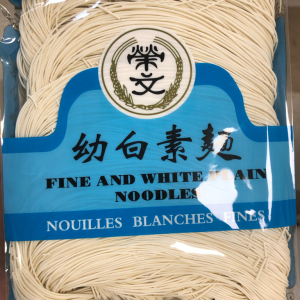 榮文
幼白素麵
FINE AND WHITE PLAIN
NOODLES
NOUILLES BLANCHES FINES